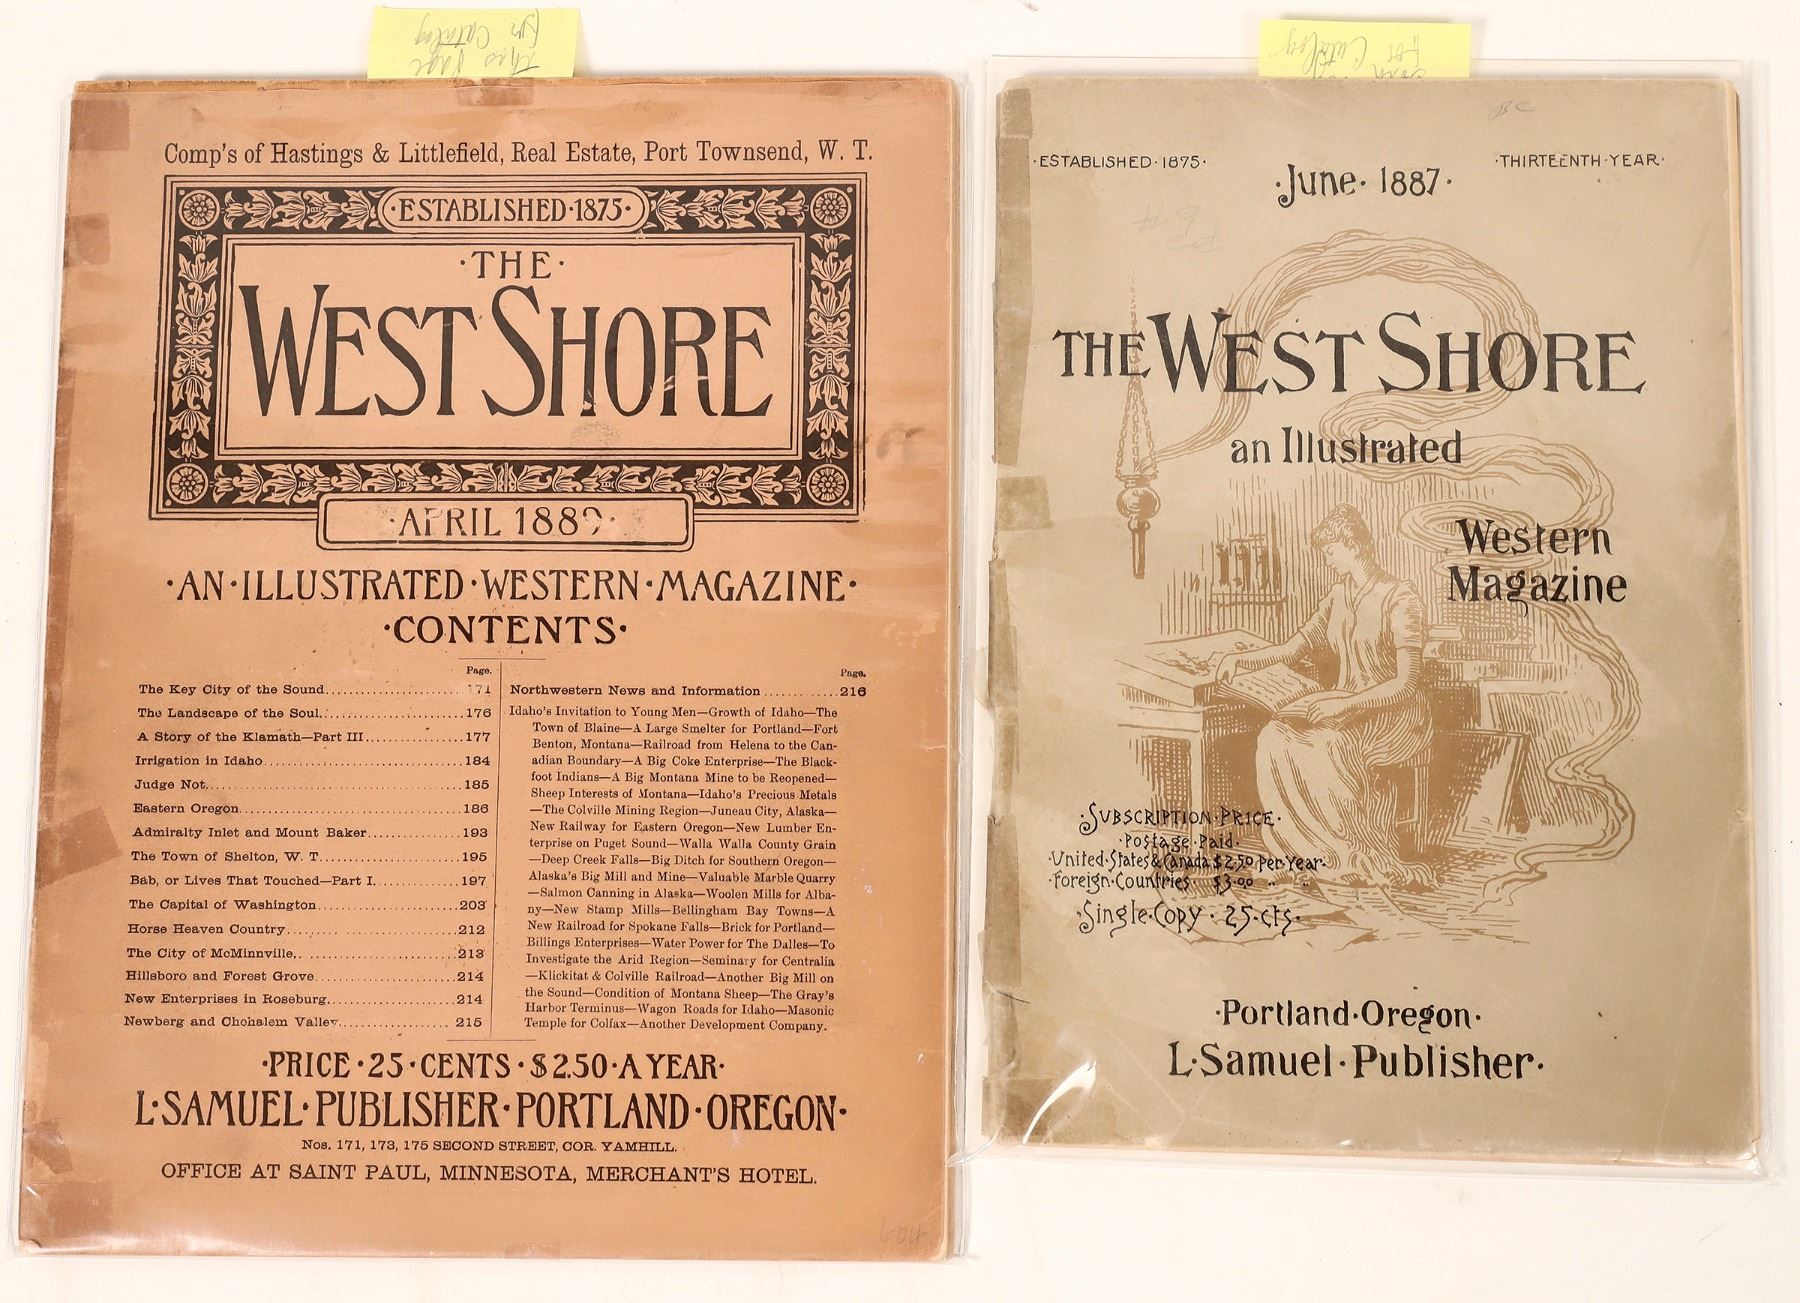 Comp's of Hastings & Littlefield, Real Estate, Port Townsend, W. T.
·ESTABLISHED·1875·
·THE·
WEST SHORE
·APRIL 1889·
·AN·ILLUSTRATED·WESTERN·MAGAZINE·
·CONTENTS·
Page.
The Key City of the Sound 171
The Landscape of the Soul 176
A Story of the Klamath—Part III 177
Irrigation in Idaho 184
Judge Not 185
Eastern Oregon 186
Admiralty Inlet and Mount Baker 193
The Town of Shelton, W. T. 195
Bab, or Lives That Touched—Part I 197
The Capital of Washington 203
Horse Heaven Country 212
The City of McMinnville 213
Hillsboro and Forest Grove 214
New Enterprises in Roseburg 214
Newberg and Chehalem Valley 215
Page.
Northwestern News and Information 216
Idaho's Invitation to Young Men—Growth of Idaho—The
Town of Blaine—A Large Smelter for Portland—Fort
Benton, Montana—Railroad from Helena to the Can-
adian Boundary—A Big Coke Enterprise—The Black-
foot Indians—A Big Montana Mine to be Reopened—
Sheep Interests of Montana—Idaho's Precious Metals
—The Colville Mining Region—Juneau City, Alaska—
New Railway for Eastern Oregon—New Lumber En-
terprise on Puget Sound—Walla Walla County Grain
—Deep Creek Falls—Big Ditch for Southern Oregon—
Alaska's Big Mill and Mine—Valuable Marble Quarry
—Salmon Canning in Alaska—Woolen Mills for Alba-
ny—New Stamp Mills—Bellingham Bay Towns—A
New Railroad for Spokane Falls—Brick for Portland—
Billings Enterprises—Water Power for The Dalles—To
Investigate the Arid Region—Seminary for Centralia
—Klickitat & Colville Railroad—Another Big Mill on
the Sound—Condition of Montana Sheep—The Gray's
Harbor Terminus—Wagon Roads for Idaho—Masonic
Temple for Colfax—Another Development Company.
·PRICE·25·CENTS·$2.50·A YEAR·
L·SAMUEL·PUBLISHER·PORTLAND·OREGON·
Nos. 171, 173, 175 SECOND STREET, COR. YAMHILL.
OFFICE AT SAINT PAUL, MINNESOTA, MERCHANT'S HOTEL.
this page
for Catalog
For Catalog
·ESTABLISHED·1875·
·THIRTEENTH·YEAR·
·June·1887·
THE WEST SHORE
an Illustrated
Western
Magazine
·SUBSCRIPTION·PRICE·
·Postage·Paid·
·United·States&Canada $2.50 Per·Year·
·Foreign·Countries $3.00 " "
·Single·Copy·25·cts·
·Portland·Oregon·
L·Samuel·Publisher·